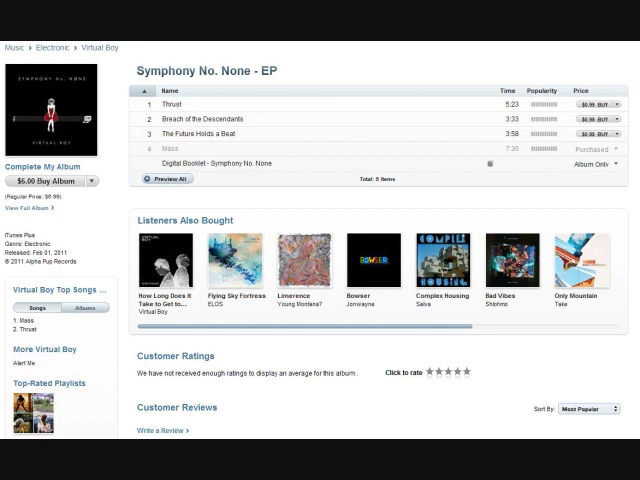 Music > Electronic > Virtual Boy
SYMPHONY No. NØNE
VIRTUAL BOY
Symphony No. None - EP
Name Time Popularity Price
1 Thrust 5:23 $0.99 BUY
2 Breach of the Descendants 3:33 $0.99 BUY
3 The Future Holds a Beat 3:58 $0.99 BUY
4 Mass 7:30 Purchased
Digital Booklet - Symphony No. None Album Only
Preview All Total: 5 Items
Complete My Album
$6.00 Buy Album
(Regular Price: $6.99)
View Full Album >
iTunes Plus
Genre: Electronic
Released: Feb 01, 2011
℗ 2011 Alpha Pup Records
Virtual Boy Top Songs ...
Songs Albums
1. Mass
2. Thrust
More Virtual Boy
Alert Me
Top-Rated Playlists
Listeners Also Bought
VIRTUAL BOY
BOWSER
COMPLEX
HOUSING
How Long Does It Take to Get to... Virtual Boy
Flying Sky Fortress ELOS
Limerence Young Montana?
Bowser Jonwayne
Complex Housing Salva
Bad Vibes Shlohmo
Only Mountain Take
Customer Ratings
We have not received enough ratings to display an average for this album. Click to rate ★★★★★
Customer Reviews Sort By: Most Popular
Write a Review >